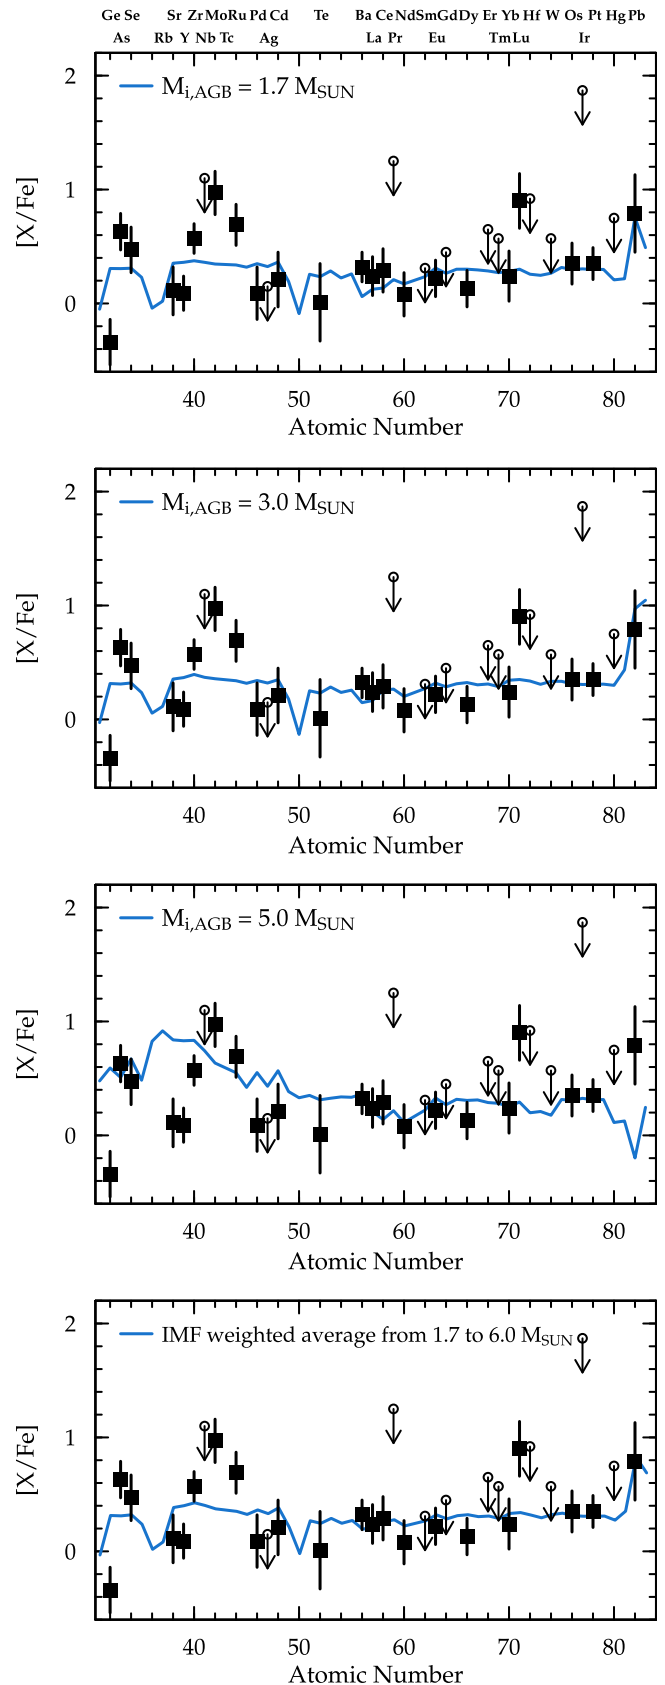 Ge Se Sr Zr Mo Ru Pd Cd Te Ba Ce Nd Sm Gd Dy Er Yb Hf W Os Pt Hg Pb
As Rb Y Nb Tc Ag La Pr Eu Tm Lu Ir
2
M_i,AGB = 1.7 M_SUN
1
[X/Fe]
0
40 50 60 70 80
Atomic Number
2
M_i,AGB = 3.0 M_SUN
1
[X/Fe]
0
40 50 60 70 80
Atomic Number
2
M_i,AGB = 5.0 M_SUN
1
[X/Fe]
0
40 50 60 70 80
Atomic Number
2
IMF weighted average from 1.7 to 6.0 M_SUN
1
[X/Fe]
0
40 50 60 70 80
Atomic Number